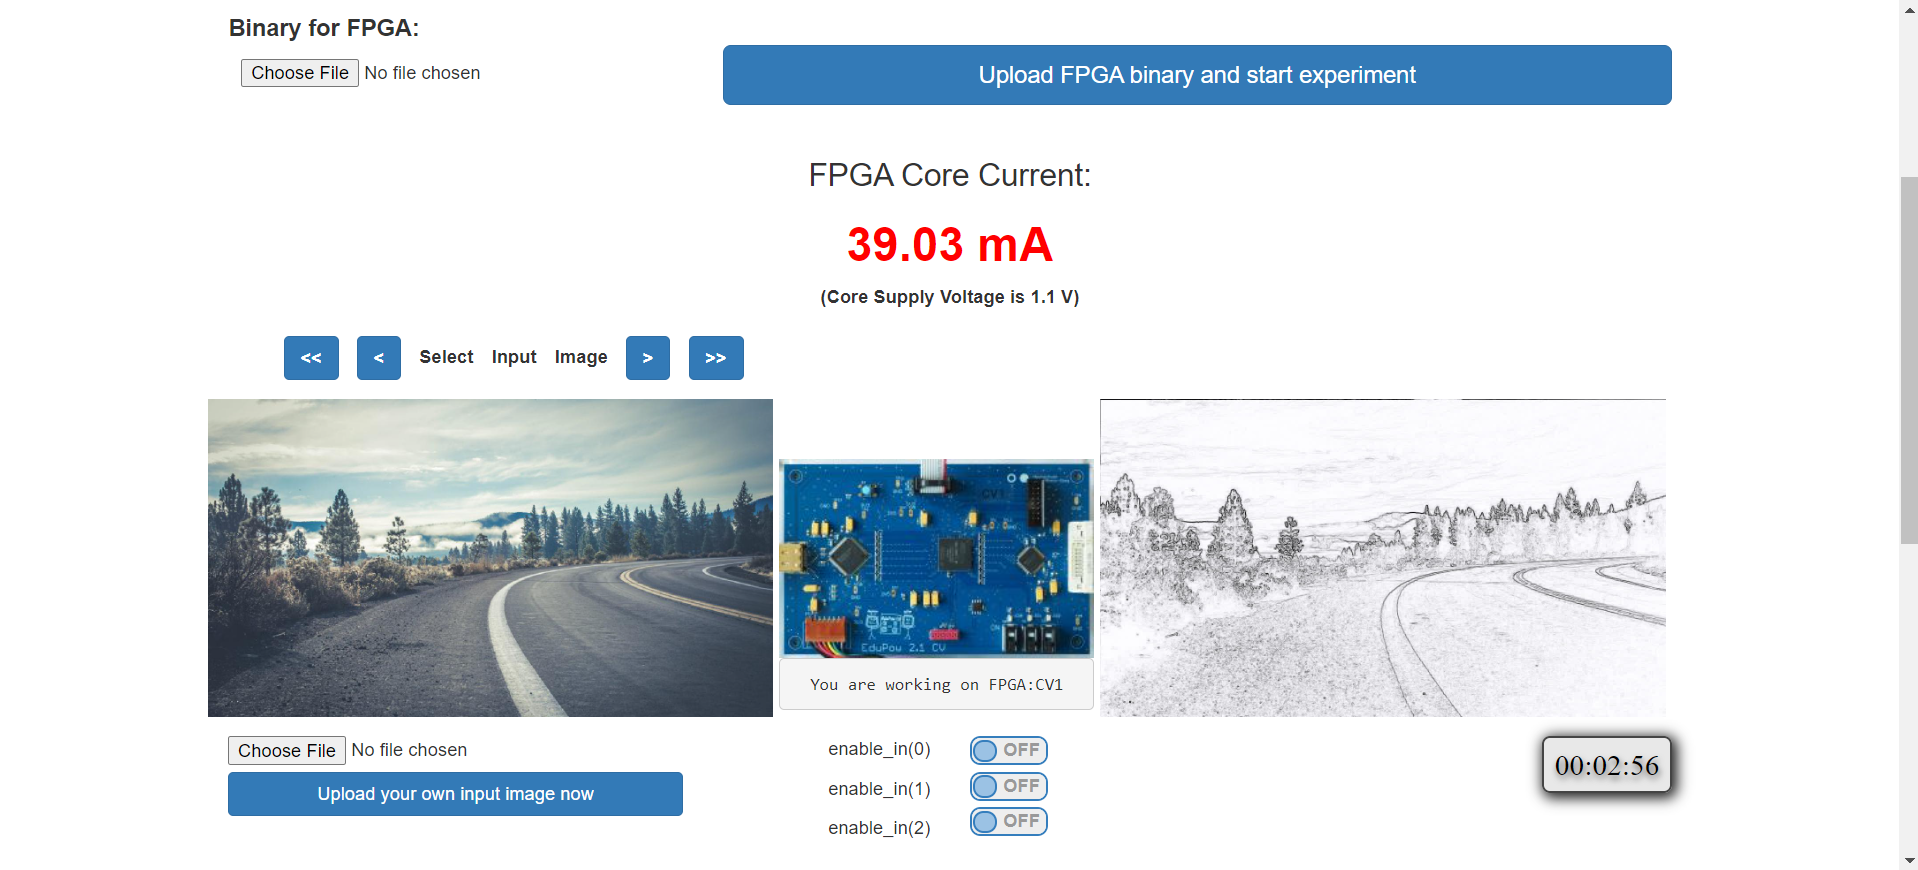 Binary for FPGA:
Choose File No file chosen
Upload FPGA binary and start experiment
FPGA Core Current:
39.03 mA
(Core Supply Voltage is 1.1 V)
<< < Select Input Image > >>
CV1
ON
EduPow 2.1 CV
You are working on FPGA:CV1
Choose File No file chosen
Upload your own input image now
enable_in(0) OFF
enable_in(1) OFF
enable_in(2) OFF
00:02:56